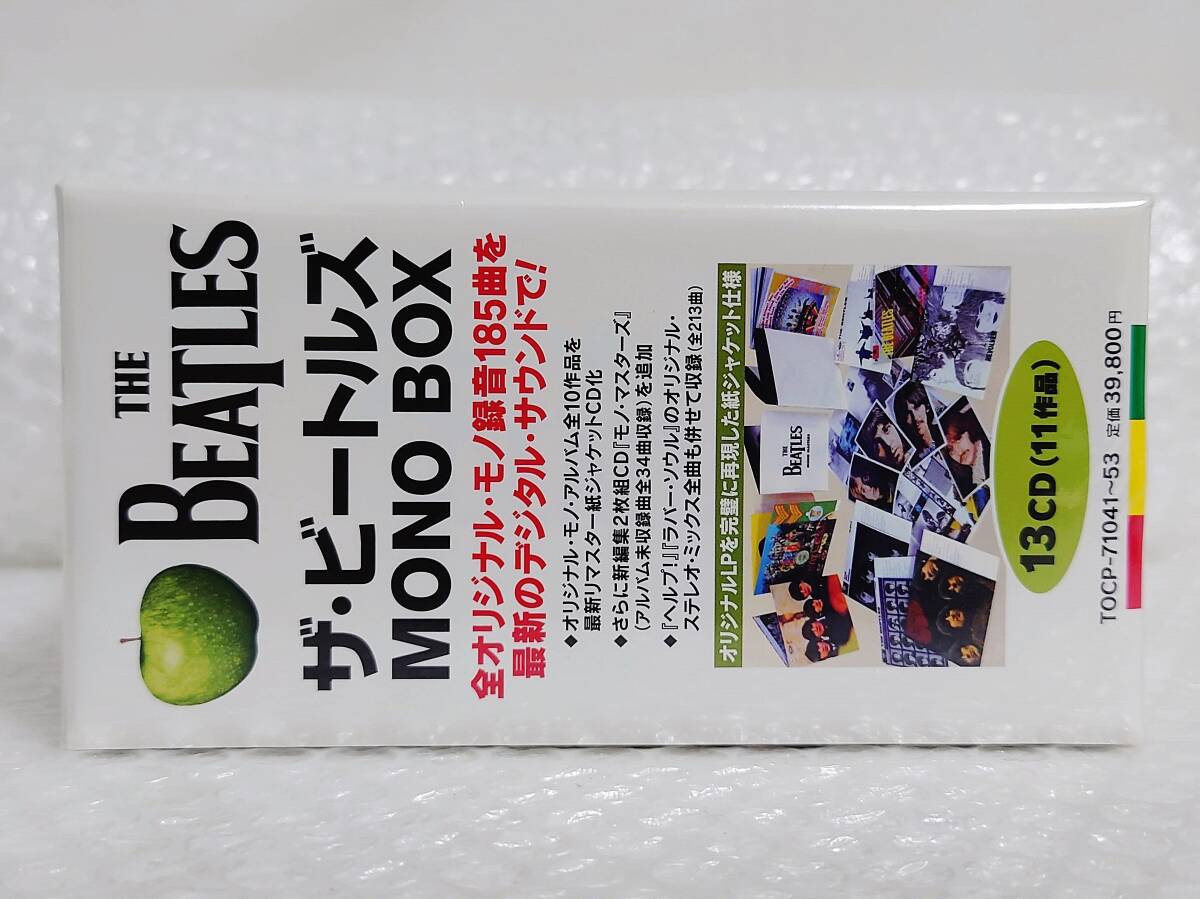 THE
BEATLES
ザ・ビートルズ
MONO BOX
全オリジナル・モノ録音185曲を
最新のデジタル・サウンドで!
◆オリジナル・モノ・アルバム全10作品を
最新リマスター紙ジャケットCD化
◆さらに新編集2枚組CD『モノ・マスターズ』
(アルバム未収録曲全34曲収録)を追加
◆『ヘルプ!』『ラバー・ソウル』のオリジナル・
ステレオ・ミックス全曲も併せて収録(全213曲)
オリジナルLPを完璧に再現した紙ジャケット仕様
THE
BEATLES
13CD(11作品)
TOCP-71041~53 定価 39,800円